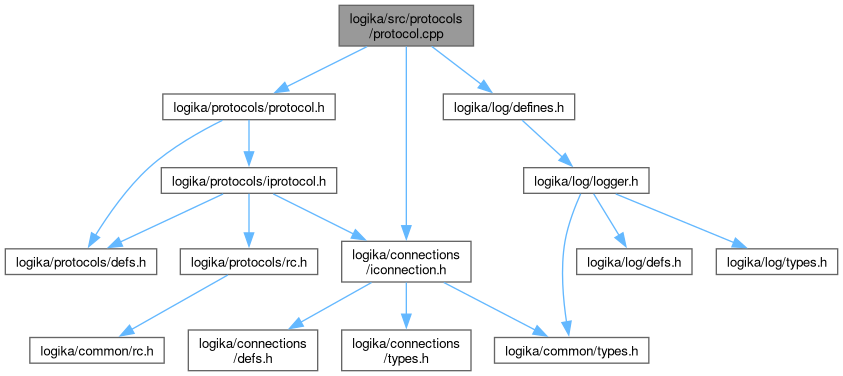 logika/src/protocols
/protocol.cpp
logika/protocols/protocol.h
logika/log/defines.h
logika/protocols/iprotocol.h
logika/log/logger.h
logika/protocols/defs.h
logika/protocols/rc.h
logika/connections
/iconnection.h
logika/log/defs.h
logika/log/types.h
logika/common/rc.h
logika/connections
/defs.h
logika/connections
/types.h
logika/common/types.h